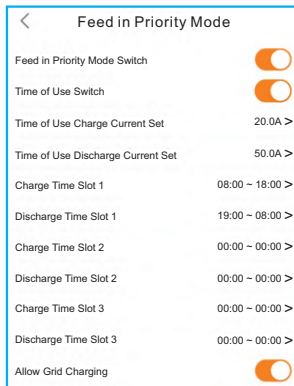 Feed in Priority Mode
Feed in Priority Mode Switch
Time of Use Switch
Time of Use Charge Current Set 20.0A >
Time of Use Discharge Current Set 50.0A >
Charge Time Slot 1 08:00 ~ 18:00 >
Discharge Time Slot 1 19:00 ~ 08:00 >
Charge Time Slot 2 00:00 ~ 00:00 >
Discharge Time Slot 2 00:00 ~ 00:00 >
Charge Time Slot 3 00:00 ~ 00:00 >
Discharge Time Slot 3 00:00 ~ 00:00 >
Allow Grid Charging